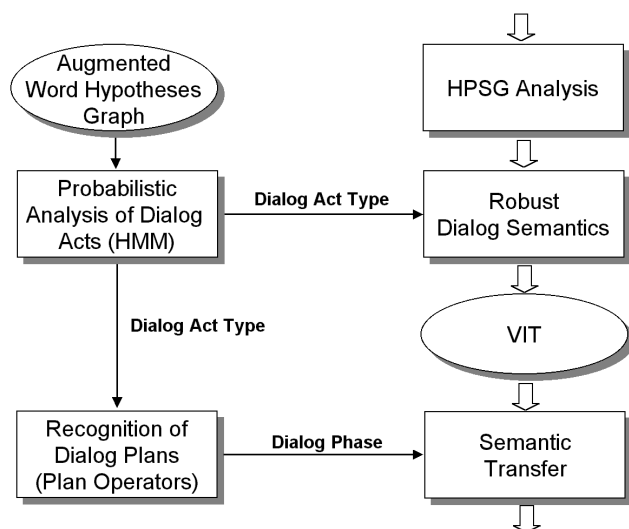 Augmented
Word Hypotheses
Graph
HPSG Analysis
Probabilistic
Analysis of Dialog
Acts (HMM)
Dialog Act Type
Robust
Dialog Semantics
Dialog Act Type
VIT
Recognition of
Dialog Plans
(Plan Operators)
Dialog Phase
Semantic
Transfer